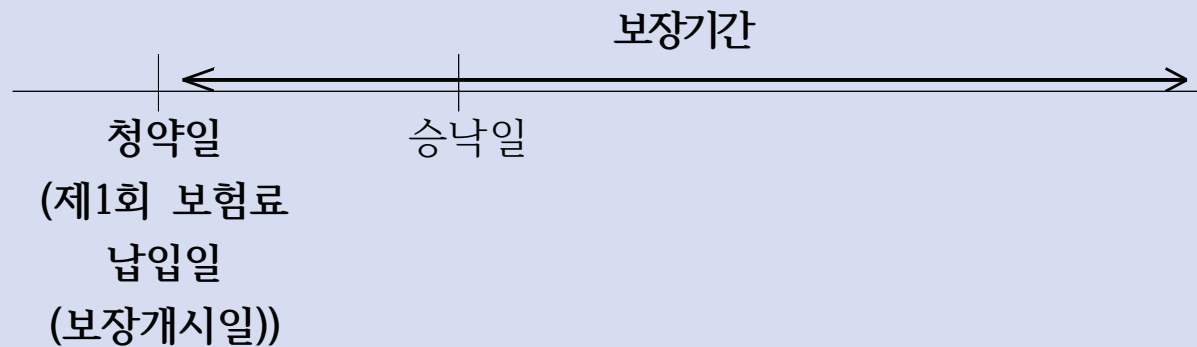 보장기간
청약일
승낙일
(제1회 보험료
납입일
(보장개시일))